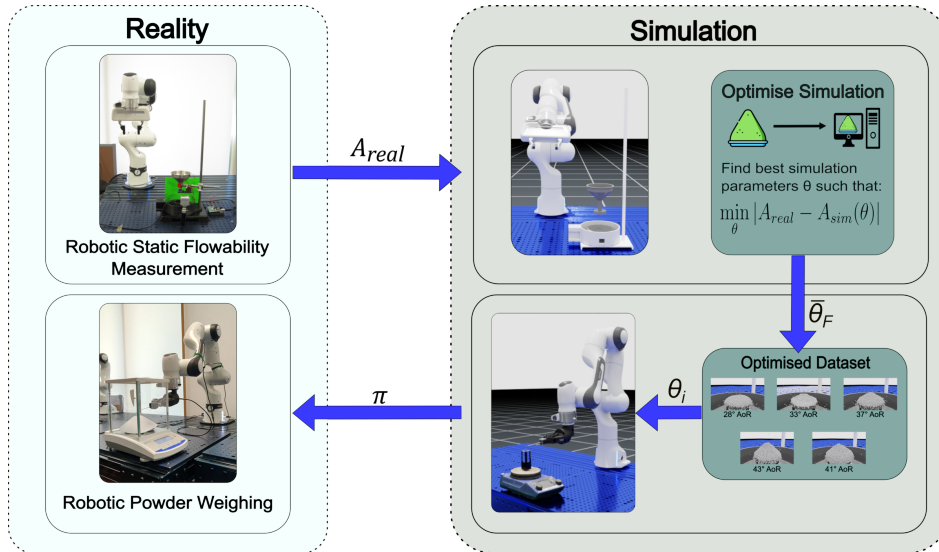 Reality
Robotic Static Flowability
Measurement
A_real
Simulation
Optimise Simulation
Find best simulation
parameters θ such that:
min_θ |A_real − A_sim(θ)|
θ̅_F
Optimised Dataset
28° AoR
33° AoR
37° AoR
43° AoR
41° AoR
θ_i
π
Robotic Powder Weighing